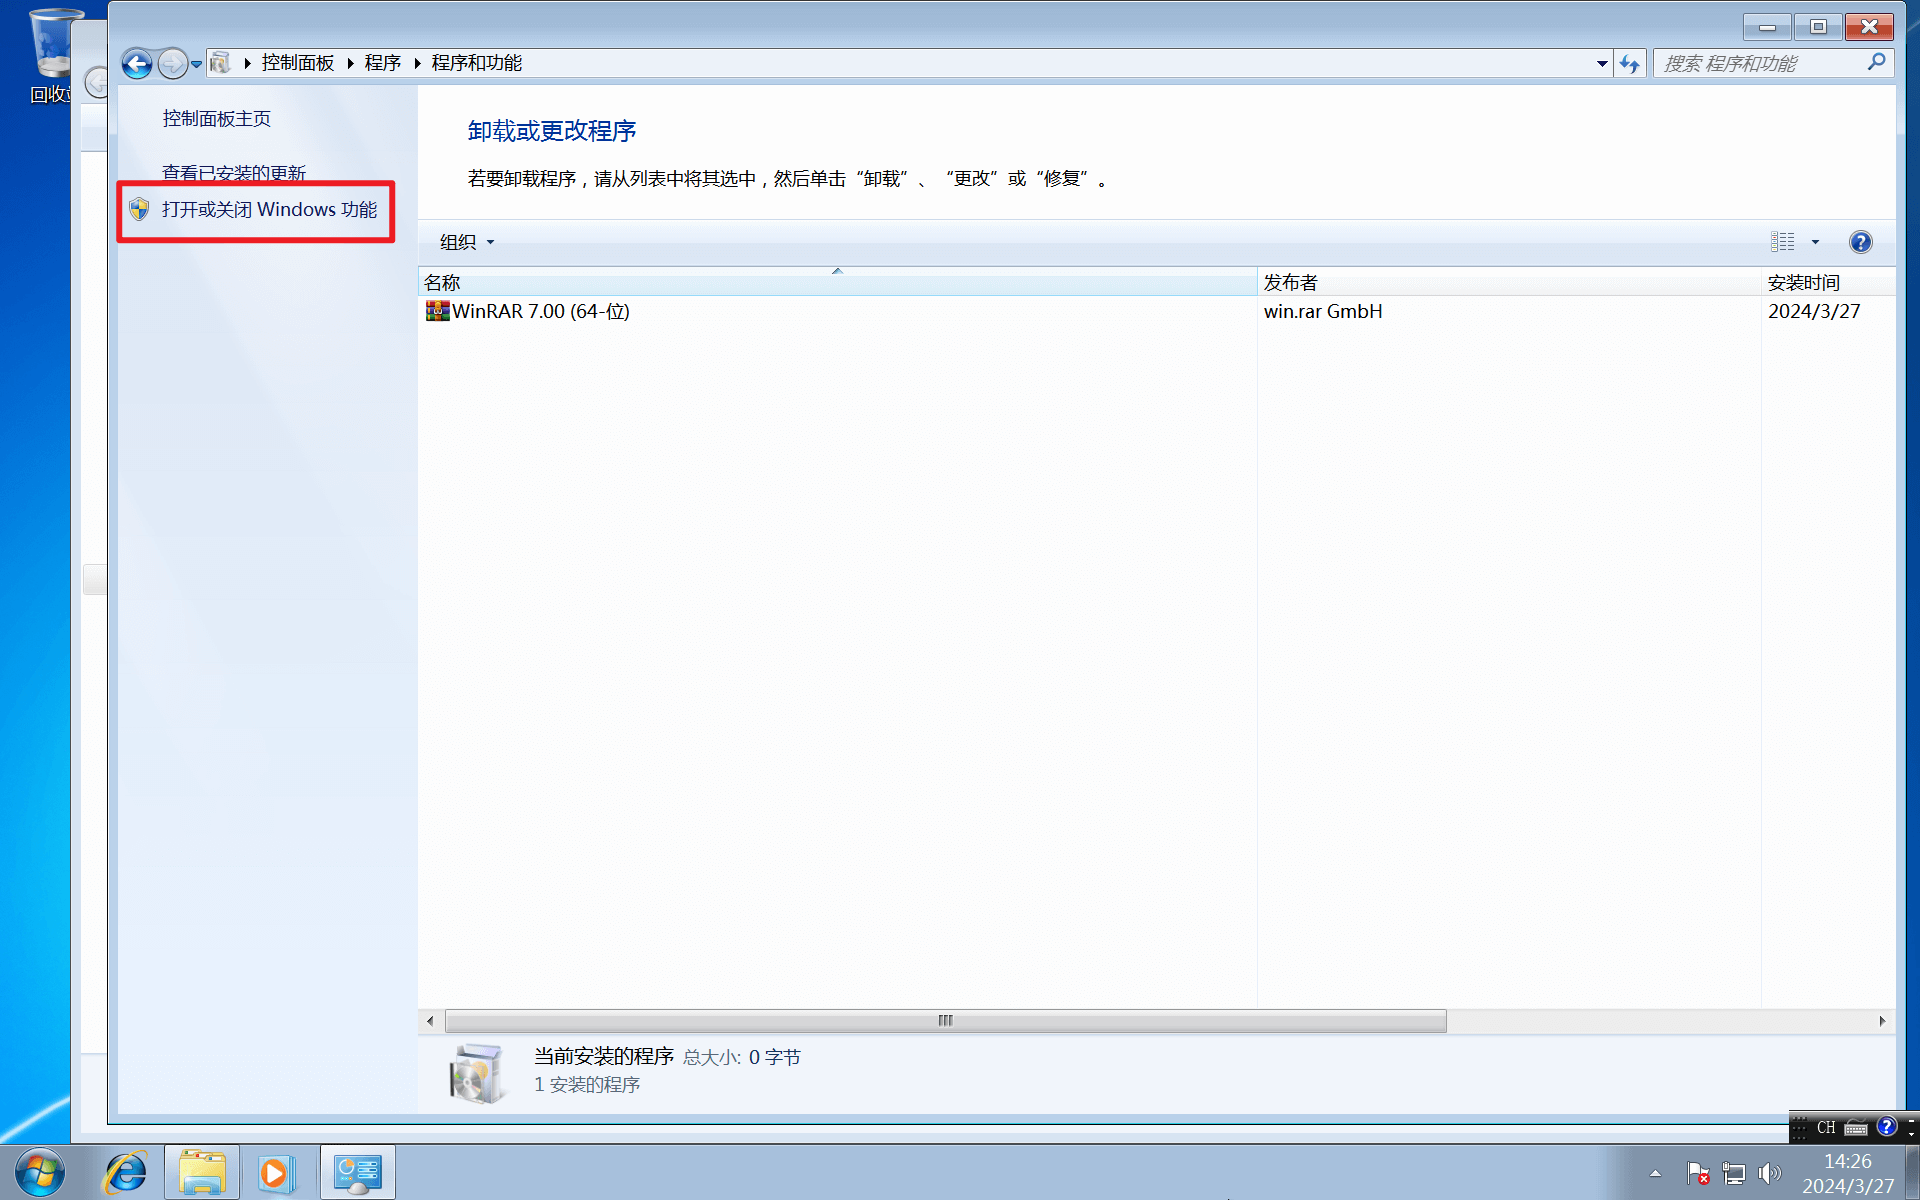 回收
控制面板 程序 程序和功能
搜索 程序和功能
控制面板主页
查看已安装的更新
打开或关闭 Windows 功能
卸载或更改程序
若要卸载程序，请从列表中将其选中，然后单击“卸载”、“更改”或“修复”。
组织
名称 发布者 安装时间
WinRAR 7.00 (64-位) win.rar GmbH 2024/3/27
当前安装的程序 总大小: 0 字节
1 安装的程序
CH
14:26
2024/3/27